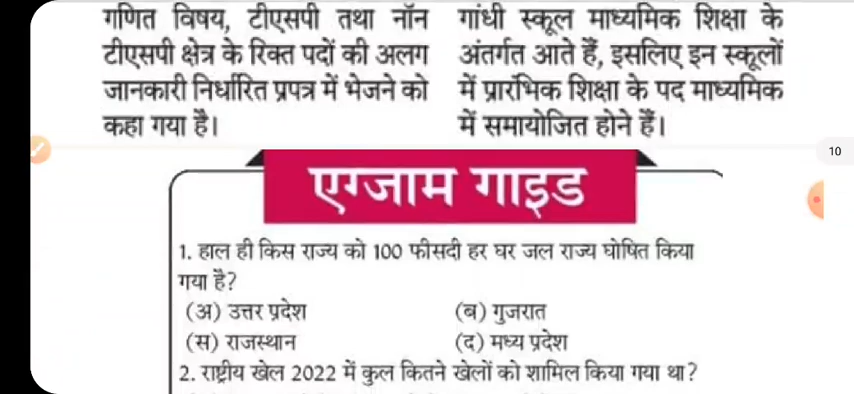 गणित विषय, टीएसपी तथा नॉन
टीएसपी क्षेत्र के रिक्त पदों की अलग
जानकारी निर्धारित प्रपत्र में भेजने को
कहा गया है।
गांधी स्कूल माध्यमिक शिक्षा के
अंतर्गत आते हैं, इसलिए इन स्कूलों
में प्रारंभिक शिक्षा के पद माध्यमिक
में समायोजित होने हैं।
10
एग्जाम गाइड
1. हाल ही किस राज्य को 100 फीसदी हर घर जल राज्य घोषित किया
गया है?
(अ) उत्तर प्रदेश
(ब) गुजरात
(स) राजस्थान
(द) मध्य प्रदेश
2. राष्ट्रीय खेल 2022 में कुल कितने खेलों को शामिल किया गया था?